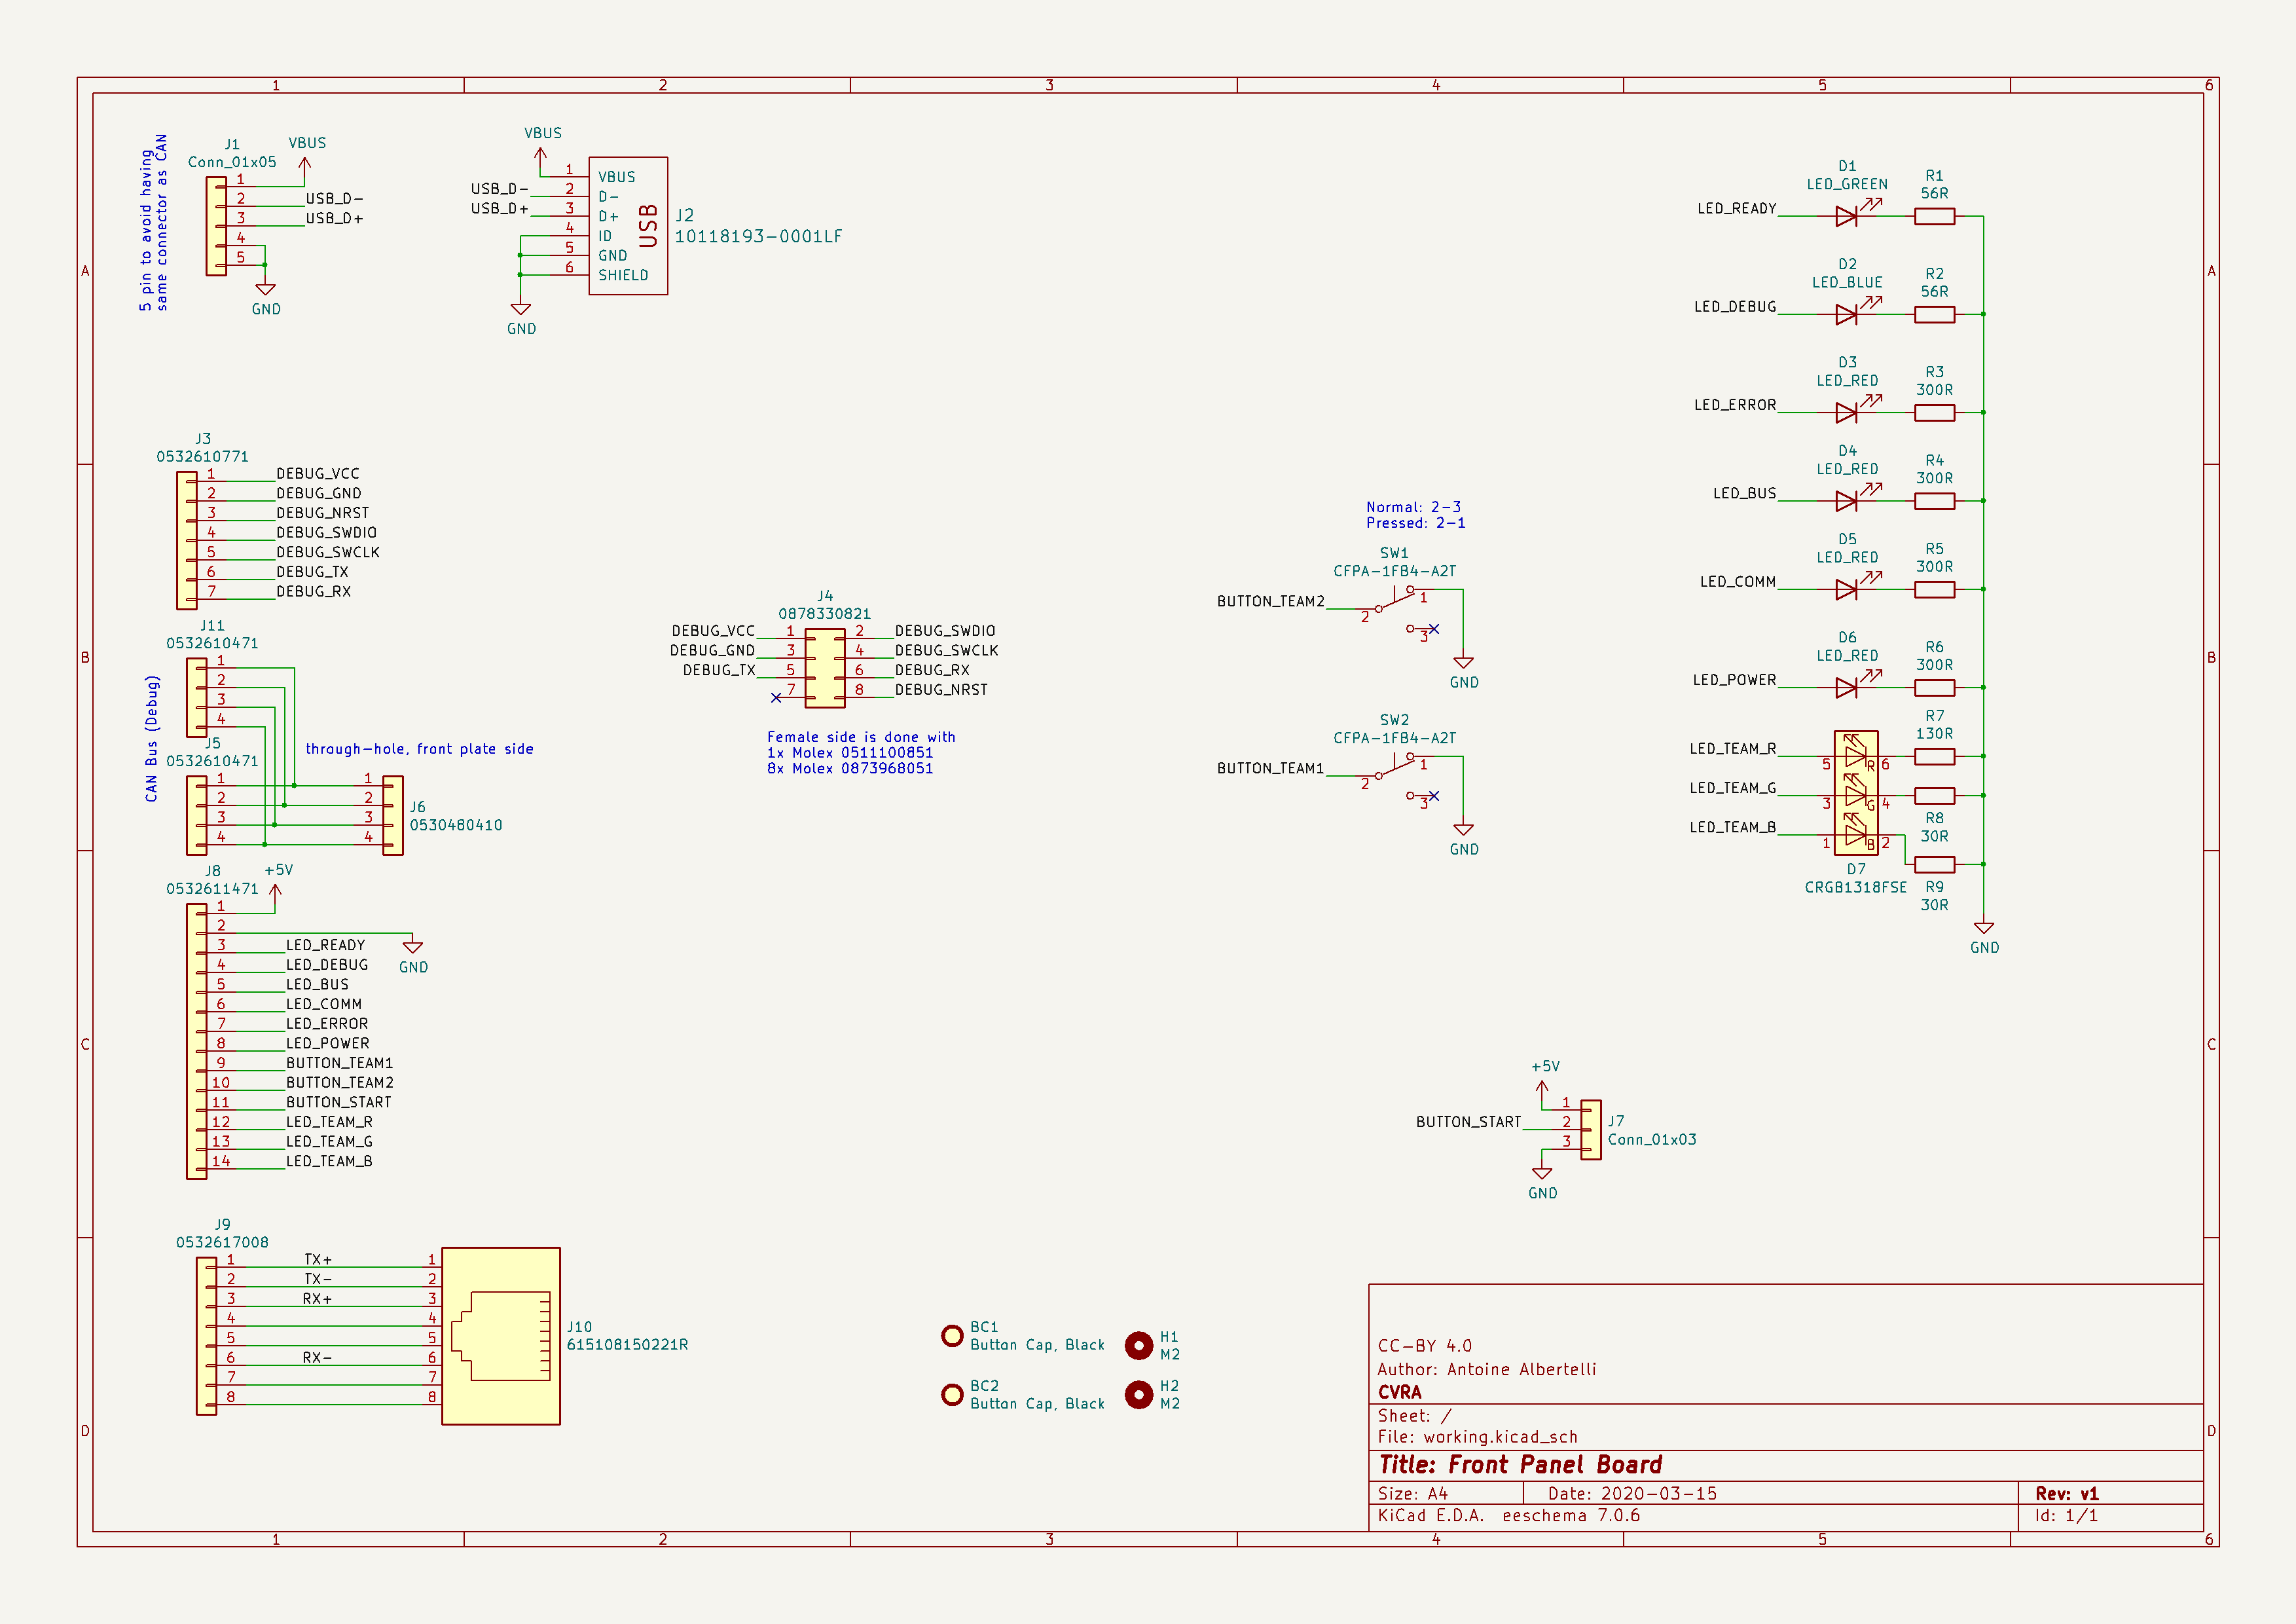 1 2 3 4 5 6
A A
B B
C C
D D
1 2 3 4 5 6
5 pin to avoid having
same connector as CAN
J1
Conn_01x05
VBUS
1
2 USB_D-
3 USB_D+
4
5
GND
VBUS
USB_D-
USB_D+
1 VBUS
2 D-
3 D+
4 ID
5 GND
6 SHIELD
USB
J2
10118193-0001LF
GND
J3
0532610771
1 DEBUG_VCC
2 DEBUG_GND
3 DEBUG_NRST
4 DEBUG_SWDIO
5 DEBUG_SWCLK
6 DEBUG_TX
7 DEBUG_RX
CAN Bus (Debug)
J11
0532610471
1
2
3
4
J5
0532610471
1
2
3
4
through-hole, front plate side
1
2
3
4
J6
0530480410
J8
0532611471
+5V
1
2
GND
3 LED_READY
4 LED_DEBUG
5 LED_BUS
6 LED_COMM
7 LED_ERROR
8 LED_POWER
9 BUTTON_TEAM1
10 BUTTON_TEAM2
11 BUTTON_START
12 LED_TEAM_R
13 LED_TEAM_G
14 LED_TEAM_B
J9
0532617008
1 TX+ 1
2 TX- 2
3 RX+ 3
4 4
5 5
6 RX- 6
7 7
8 8
J10
615108150221R
J4
0878330821
DEBUG_VCC 1 2 DEBUG_SWDIO
DEBUG_GND 3 4 DEBUG_SWCLK
DEBUG_TX 5 6 DEBUG_RX
7 8 DEBUG_NRST
Female side is done with
1x Molex 0511100851
8x Molex 0873968051
Normal: 2-3
Pressed: 2-1
SW1
CFPA-1FB4-A2T
BUTTON_TEAM2
2
1
3
GND
SW2
CFPA-1FB4-A2T
BUTTON_TEAM1
2
1
3
GND
LED_READY
D1
LED_GREEN
R1
56R
LED_DEBUG
D2
LED_BLUE
R2
56R
LED_ERROR
D3
LED_RED
R3
300R
LED_BUS
D4
LED_RED
R4
300R
LED_COMM
D5
LED_RED
R5
300R
LED_POWER
D6
LED_RED
R6
300R
R7
130R
LED_TEAM_R
5 R 6
LED_TEAM_G
3 G 4
LED_TEAM_B
1 B 2
R8
30R
D7
CRGB1318FSE
R9
30R
GND
+5V
BUTTON_START
1
2
3
J7
Conn_01x03
GND
BC1
Button Cap, Black
BC2
Button Cap, Black
H1
M2
H2
M2
CC-BY 4.0
Author: Antoine Albertelli
CVRA
Sheet: /
File: working.kicad_sch
Title: Front Panel Board
Size: A4 Date: 2020-03-15 Rev: v1
KiCad E.D.A. eeschema 7.0.6 Id: 1/1